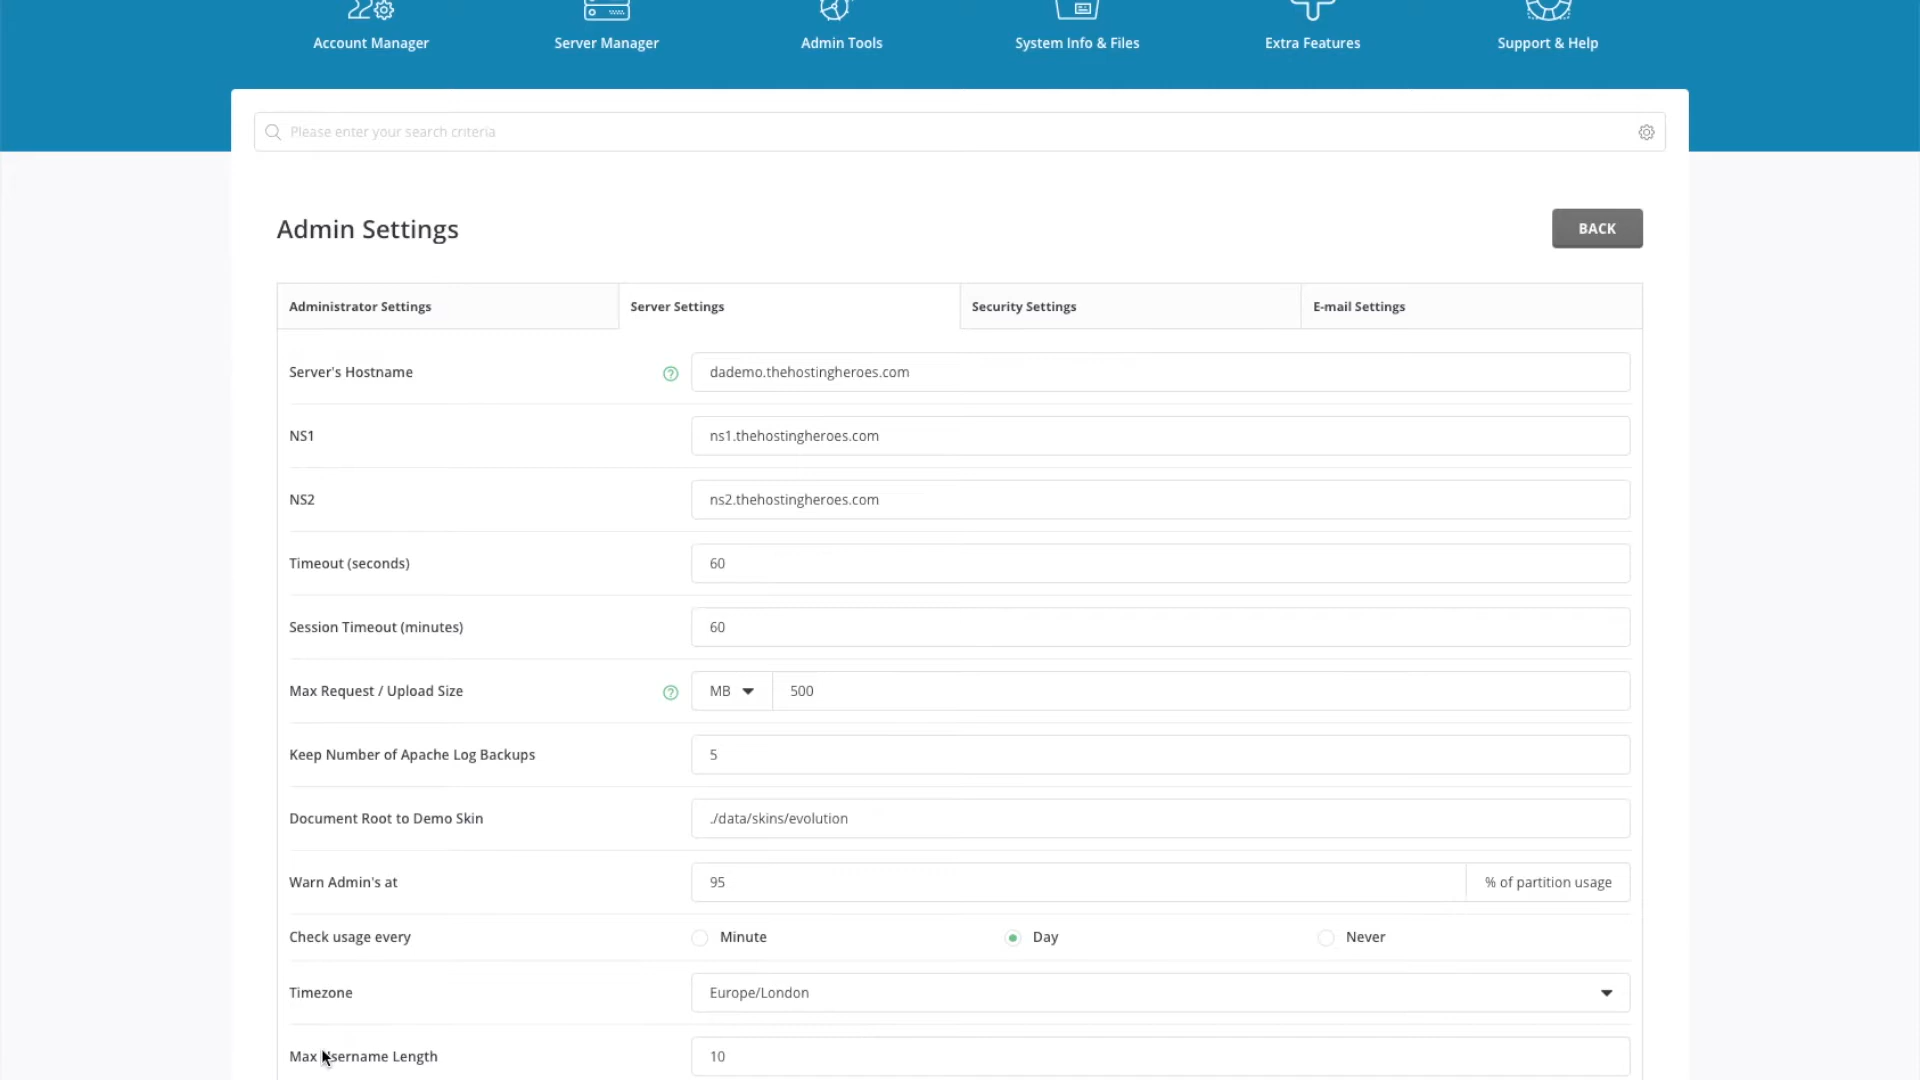 Account Manager
Server Manager
Admin Tools
System Info & Files
Extra Features
Support & Help
Please enter your search criteria
Admin Settings
BACK
Administrator Settings
Server Settings
Security Settings
E-mail Settings
Server's Hostname
dademo.thehostingheroes.com
NS1
ns1.thehostingheroes.com
NS2
ns2.thehostingheroes.com
Timeout (seconds)
60
Session Timeout (minutes)
60
Max Request / Upload Size
MB
500
Keep Number of Apache Log Backups
5
Document Root to Demo Skin
./data/skins/evolution
Warn Admin's at
95
% of partition usage
Check usage every
Minute
Day
Never
Timezone
Europe/London
Max Username Length
10